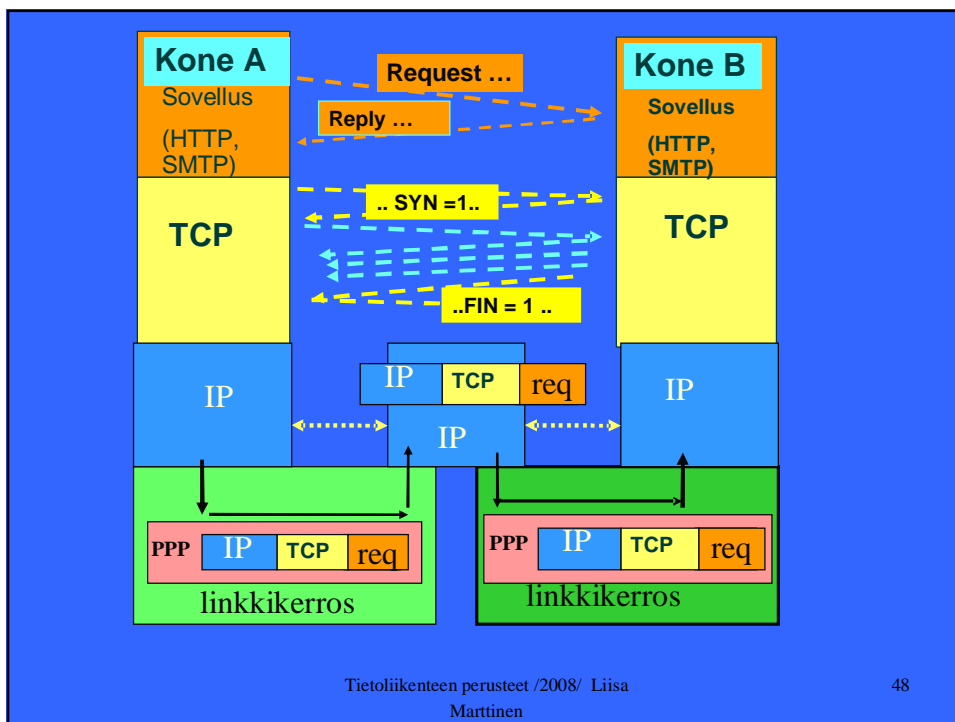 Kone A
Sovellus
(HTTP,
SMTP)
Request …
Reply …
Kone B
Sovellus
(HTTP,
SMTP)
TCP
.. SYN =1..
..FIN = 1 ..
TCP
IP
IP TCP req
IP
IP
PPP IP TCP req
linkkikerros
PPP IP TCP req
linkkikerros
Tietoliikenteen perusteet /2008/ Liisa
Marttinen
48